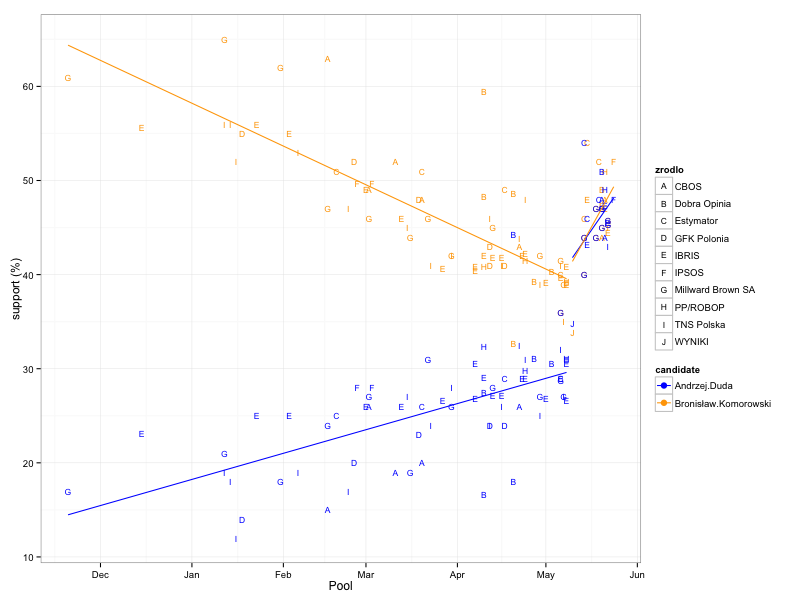 60
50
40
30
20
10
support (%)
Dec Jan Feb Mar Apr May Jun
Pool
zrodlo
A CBOS
B Dobra Opinia
C Estymator
D GFK Polonia
E IBRIS
F IPSOS
G Millward Brown SA
H PP/ROBOP
I TNS Polska
J WYNIKI
candidate
Andrzej.Duda
Bronisław.Komorowski